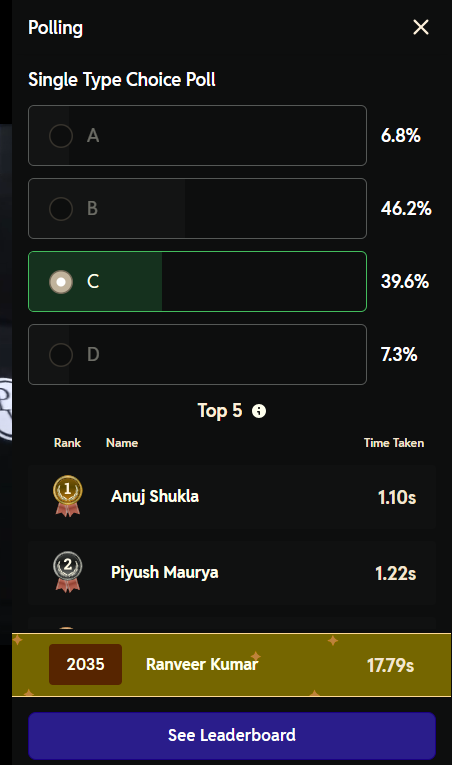 Polling
Single Type Choice Poll
A 6.8%
B 46.2%
C 39.6%
D 7.3%
Top 5
Rank Name Time Taken
1 Anuj Shukla 1.10s
2 Piyush Maurya 1.22s
2035 Ranveer Kumar 17.79s
See Leaderboard